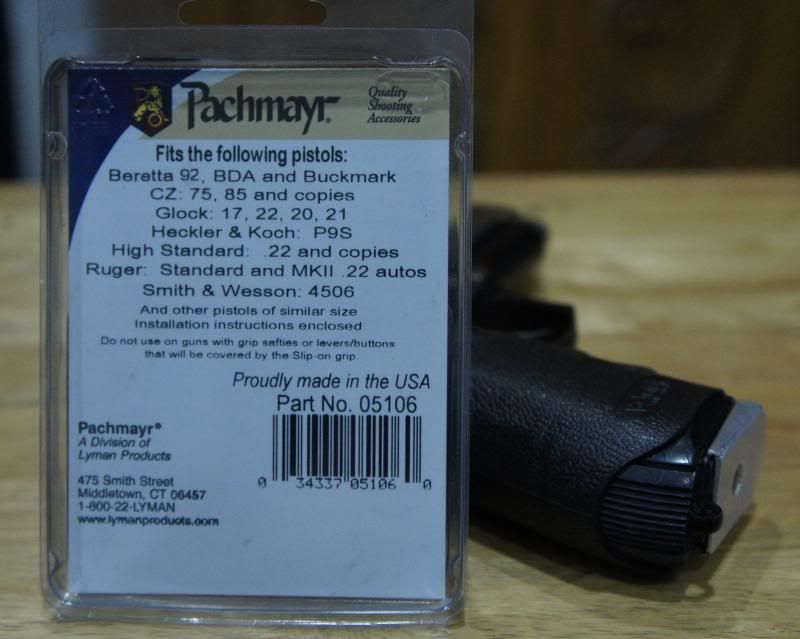 Pachmayr®
Quality
Shooting
Accessories
Fits the following pistols:
Beretta 92, BDA and Buckmark
CZ: 75, 85 and copies
Glock: 17, 22, 20, 21
Heckler & Koch: P9S
High Standard: .22 and copies
Ruger: Standard and MKII .22 autos
Smith & Wesson: 4506
And other pistols of similar size
Installation instructions enclosed
Do not use on guns with grip safties or levers/buttons
that will be covered by the Slip-on grip
Proudly made in the USA
Part No. 05106
Pachmayr®
A Division of
Lyman Products
475 Smith Street
Middletown, CT 06457
1-800-22-LYMAN
www.lymanproducts.com
0 34337 05106 0